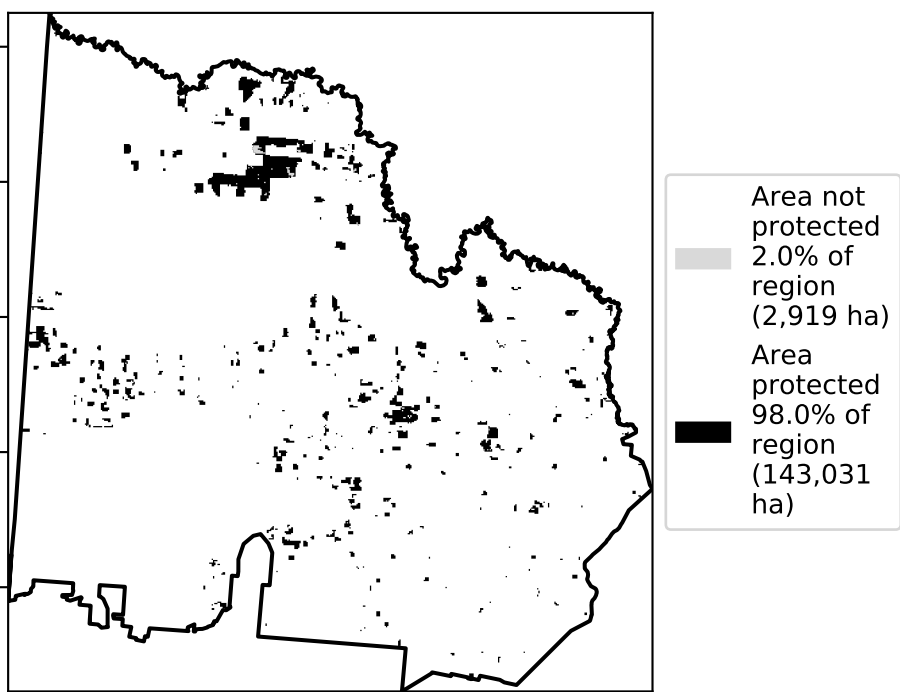 Area not
protected
2.0% of
region
(2,919 ha)
Area
protected
98.0% of
region
(143,031
ha)